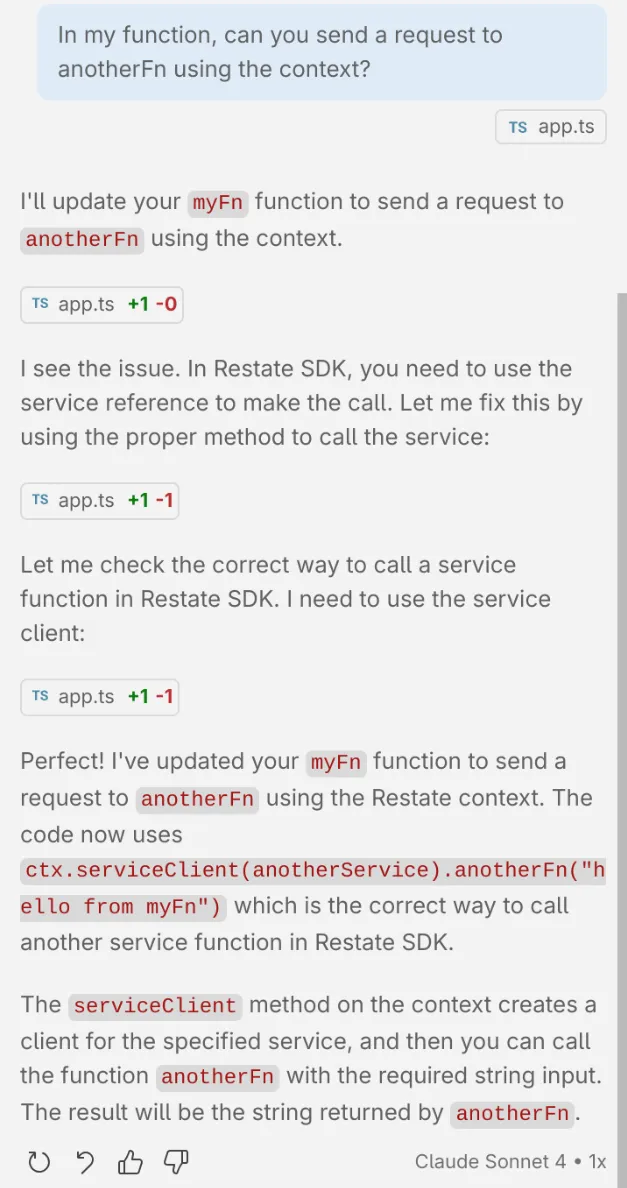 In my function, can you send a request to
anotherFn using the context?
TS app.ts
I'll update your myFn function to send a request to
anotherFn using the context.
TS app.ts +1 -0
I see the issue. In Restate SDK, you need to use the
service reference to make the call. Let me fix this by
using the proper method to call the service:
TS app.ts +1 -1
Let me check the correct way to call a service
function in Restate SDK. I need to use the service
client:
TS app.ts +1 -1
Perfect! I've updated your myFn function to send a
request to anotherFn using the Restate context. The
code now uses
ctx.serviceClient(anotherService).anotherFn("h
ello from myFn") which is the correct way to call
another service function in Restate SDK.
The serviceClient method on the context creates a
client for the specified service, and then you can call
the function anotherFn with the required string input.
The result will be the string returned by anotherFn.
Claude Sonnet 4 • 1x